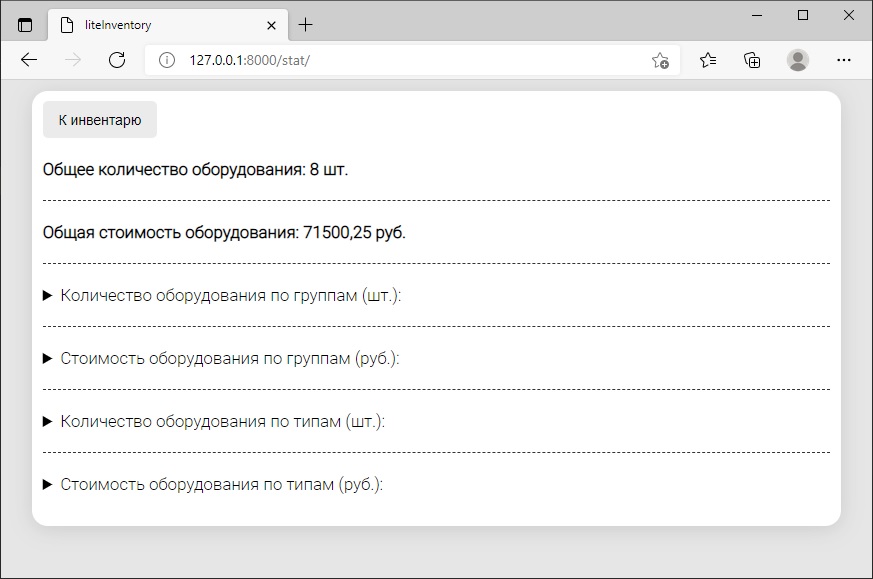 liteInventory
127.0.0.1:8000/stat/
К инвентарю
Общее количество оборудования: 8 шт.
Общая стоимость оборудования: 71500,25 руб.
Количество оборудования по группам (шт.):
Стоимость оборудования по группам (руб.):
Количество оборудования по типам (шт.):
Стоимость оборудования по типам (руб.):